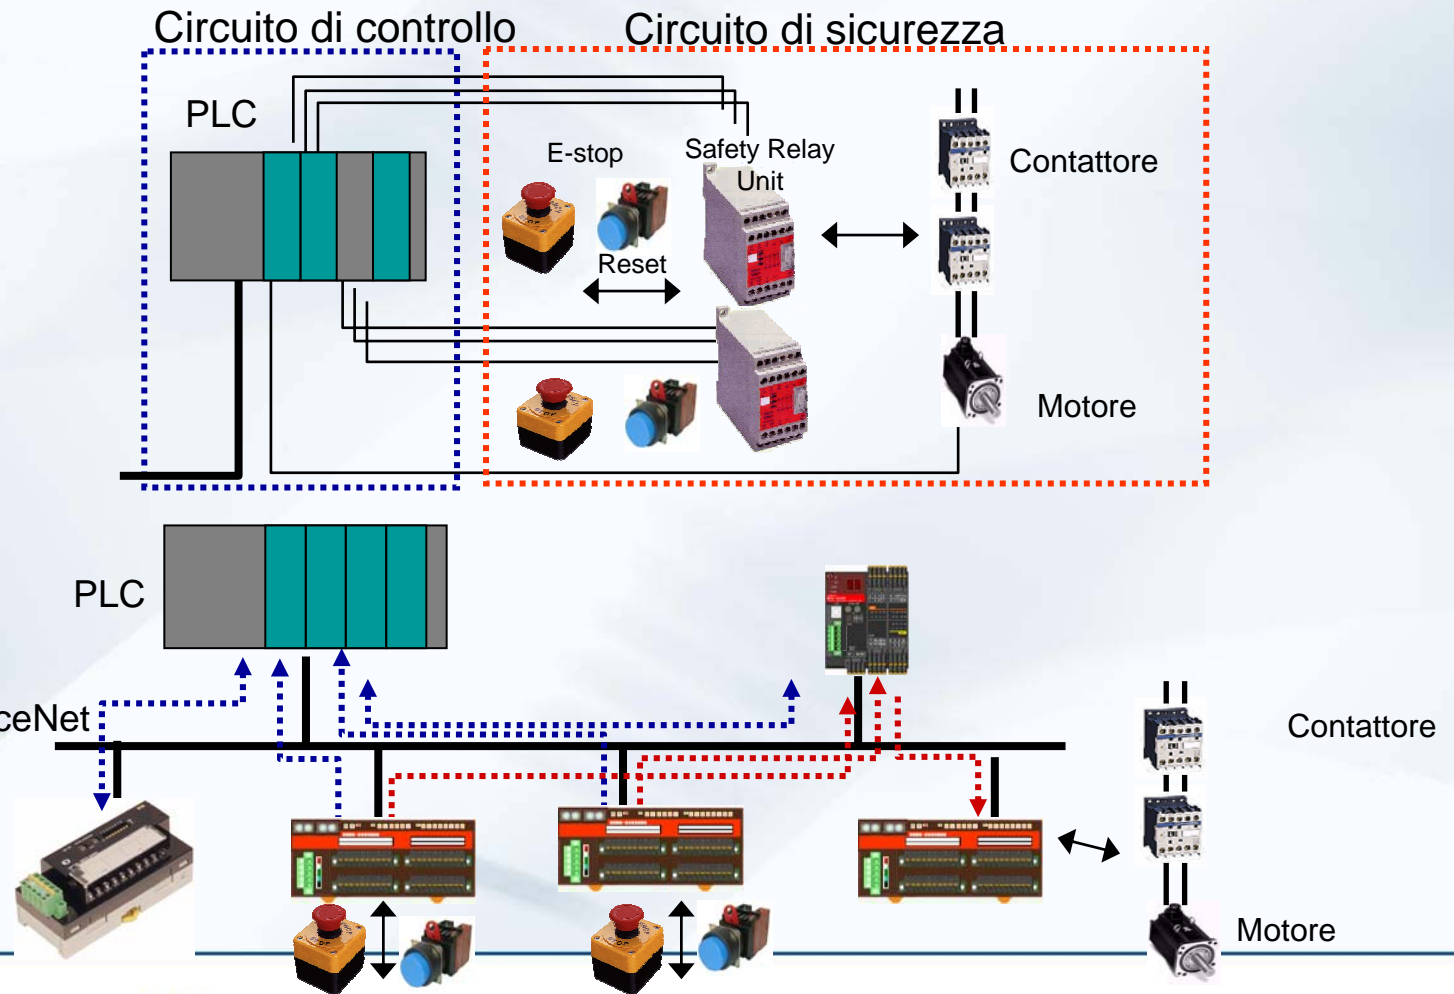 Circuito di controllo
Circuito di sicurezza
PLC
E-stop
Safety Relay
Unit
Contattore
Reset
Motore
PLC
ceNet
Contattore
Motore